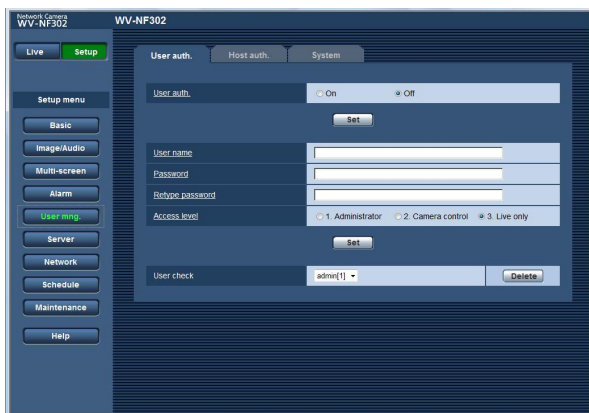 Network Camera
WV-NF302
WV-NF302
Live Setup
User auth. Host auth. System
User auth. On Off
Set
Setup menu
Basic
Image/Audio
Multi-screen
Alarm
User mng.
Server
Network
Schedule
Maintenance
Help
User name
Password
Retype password
Access level 1. Administrator 2. Camera control 3. Live only
Set
User check admin[1] Delete